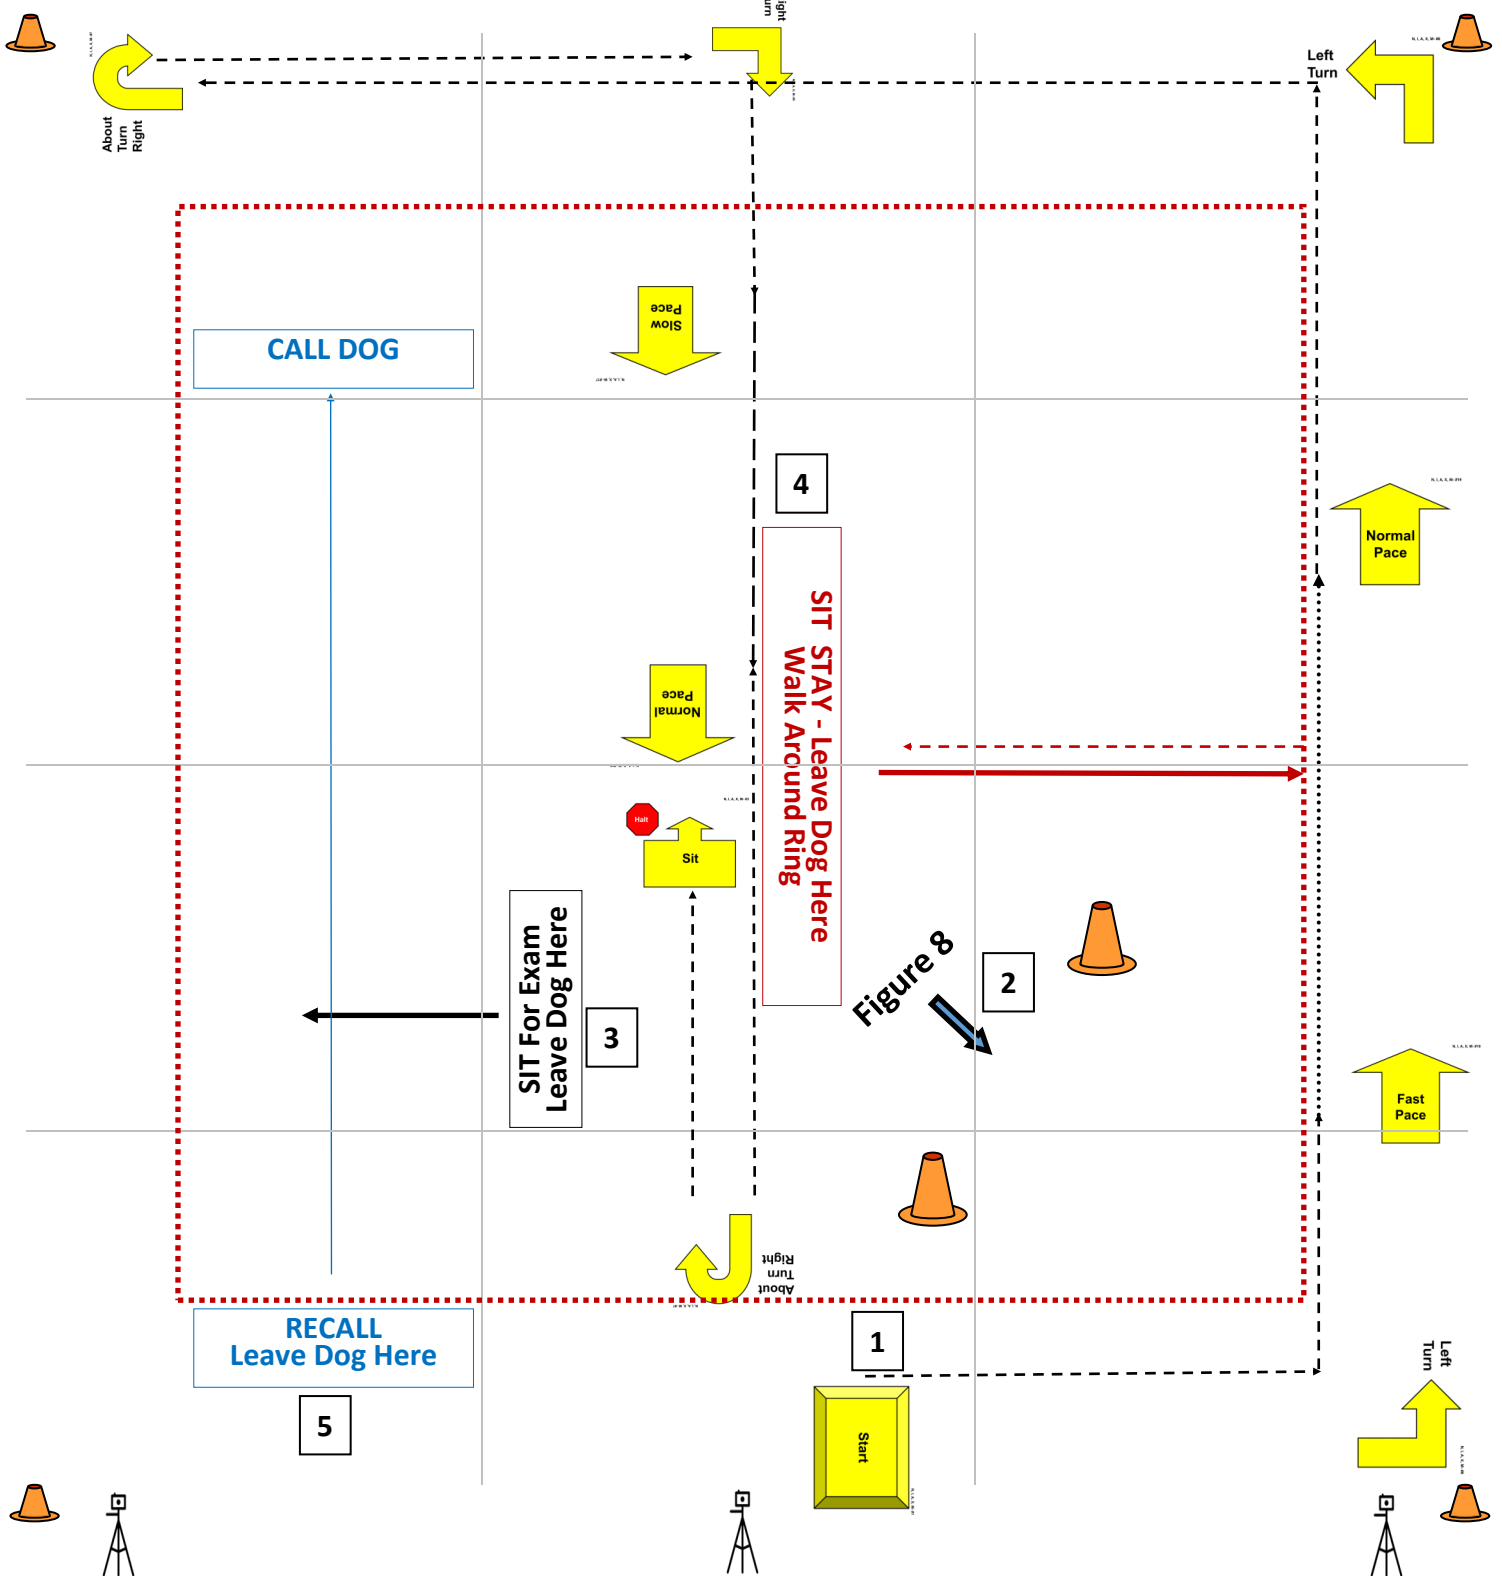 ight
urn
Left
Turn
About
Turn
Right
Slow
Pace
CALL DOG
4
Normal
Pace
SIT STAY - Leave Dog Here
Walk Around Ring
Normal
Pace
Halt
Sit
SIT For Exam
Leave Dog Here
3
Figure 8
2
Fast
Pace
About
Turn
Right
RECALL
Leave Dog Here
1
Left
Turn
5
Start